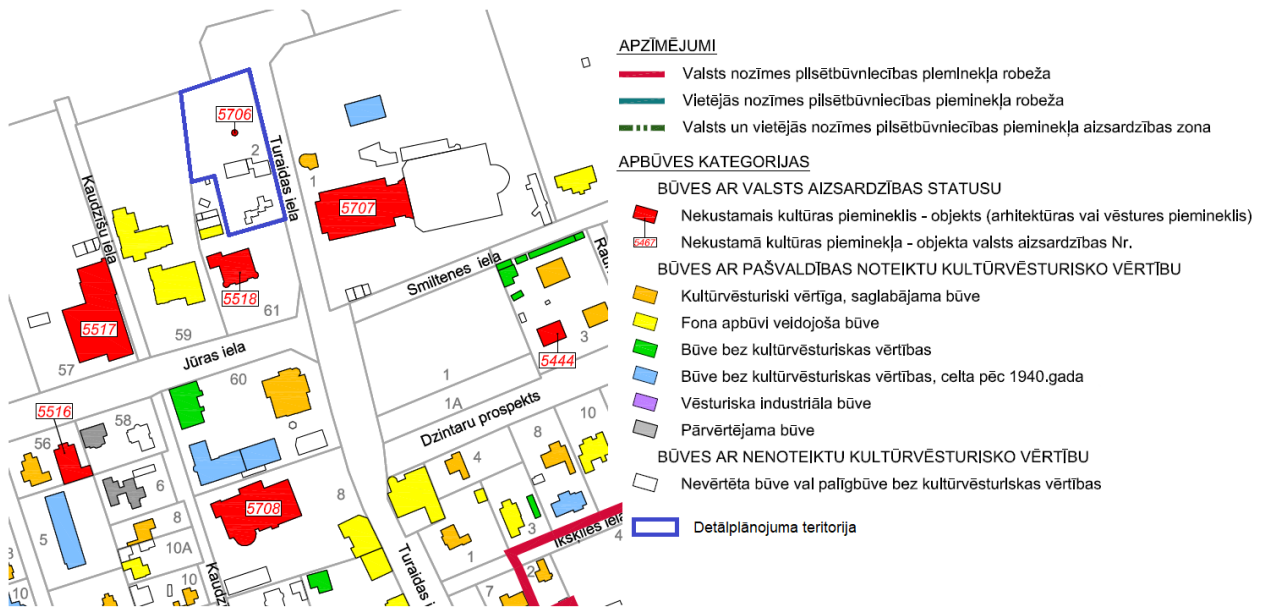 5706
2
Turaidas iela
1
5707
Kaudzīšu iela
Smiltenes iela
5518
61
5517
59
57
Jūras iela
3
5444
1
1A
Dzintaru prospekts
60
5516
58
56
10
8
4
6
5708
8
8
5
3
1
10A
Ikšķiles iela
4
Turaidas i
Kaudz
10
10
2
7
APZĪMĒJUMI
Valsts nozīmes pilsētbūvniecības pieminekļa robeža
Vietējās nozīmes pilsētbūvniecības pieminekļa robeža
Valsts un vietējās nozīmes pilsētbūvniecības pieminekļa aizsardzības zona
APBŪVES KATEGORIJAS
BŪVES AR VALSTS AIZSARDZĪBAS STATUSU
Nekustamais kultūras piemineklis - objekts (arhitektūras vai vēstures piemineklis)
5467 Nekustamā kultūras pieminekļa - objekta valsts aizsardzības Nr.
BŪVES AR PAŠVALDĪBAS NOTEIKTU KULTŪRVĒSTURISKO VĒRTĪBU
Kultūrvēsturiski vērtīga, saglabājama būve
Fona apbūvi veidojoša būve
Būve bez kultūrvēsturiskas vērtības
Būve bez kultūrvēsturiskas vērtības, celta pēc 1940.gada
Vēsturiska industriāla būve
Pārvērtējama būve
BŪVES AR NENOTEIKTU KULTŪRVĒSTURISKO VĒRTĪBU
Nevērtēta būve vai palīgbūve bez kultūrvēsturiskas vērtības
Detālplānojuma teritorija